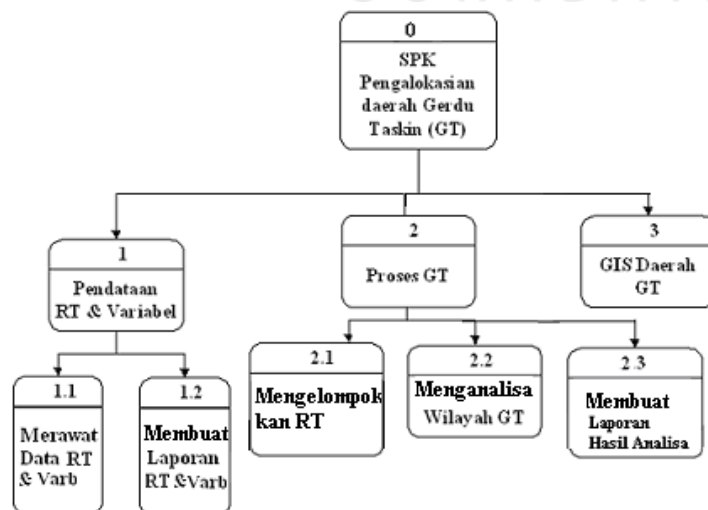 0
SPK
Pengalokasian
daerah Gerdu
Taskin (GT)
1
Pendataan
RT & Variabel
2
Proses GT
3
GIS Daerah
GT
1.1
Merawat
Data RT
& Varb
1.2
Membuat
Laporan
RT &Varb
2.1
Mengelompok
kan RT
2.2
Menganalisa
Wilayah GT
2.3
Membuat
Laporan
Hasil Analisa